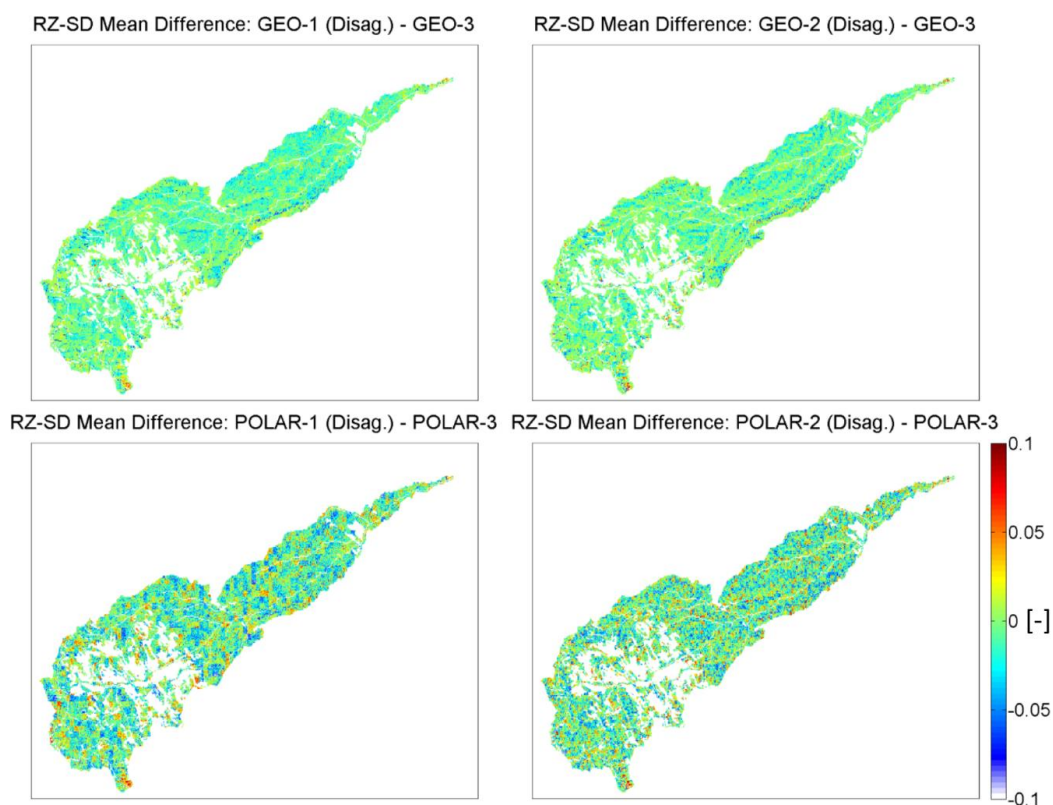 RZ-SD Mean Difference: GEO-1 (Disag.) - GEO-3
RZ-SD Mean Difference: GEO-2 (Disag.) - GEO-3
RZ-SD Mean Difference: POLAR-1 (Disag.) - POLAR-3
RZ-SD Mean Difference: POLAR-2 (Disag.) - POLAR-3
0.1
0.05
0 [-]
-0.05
-0.1